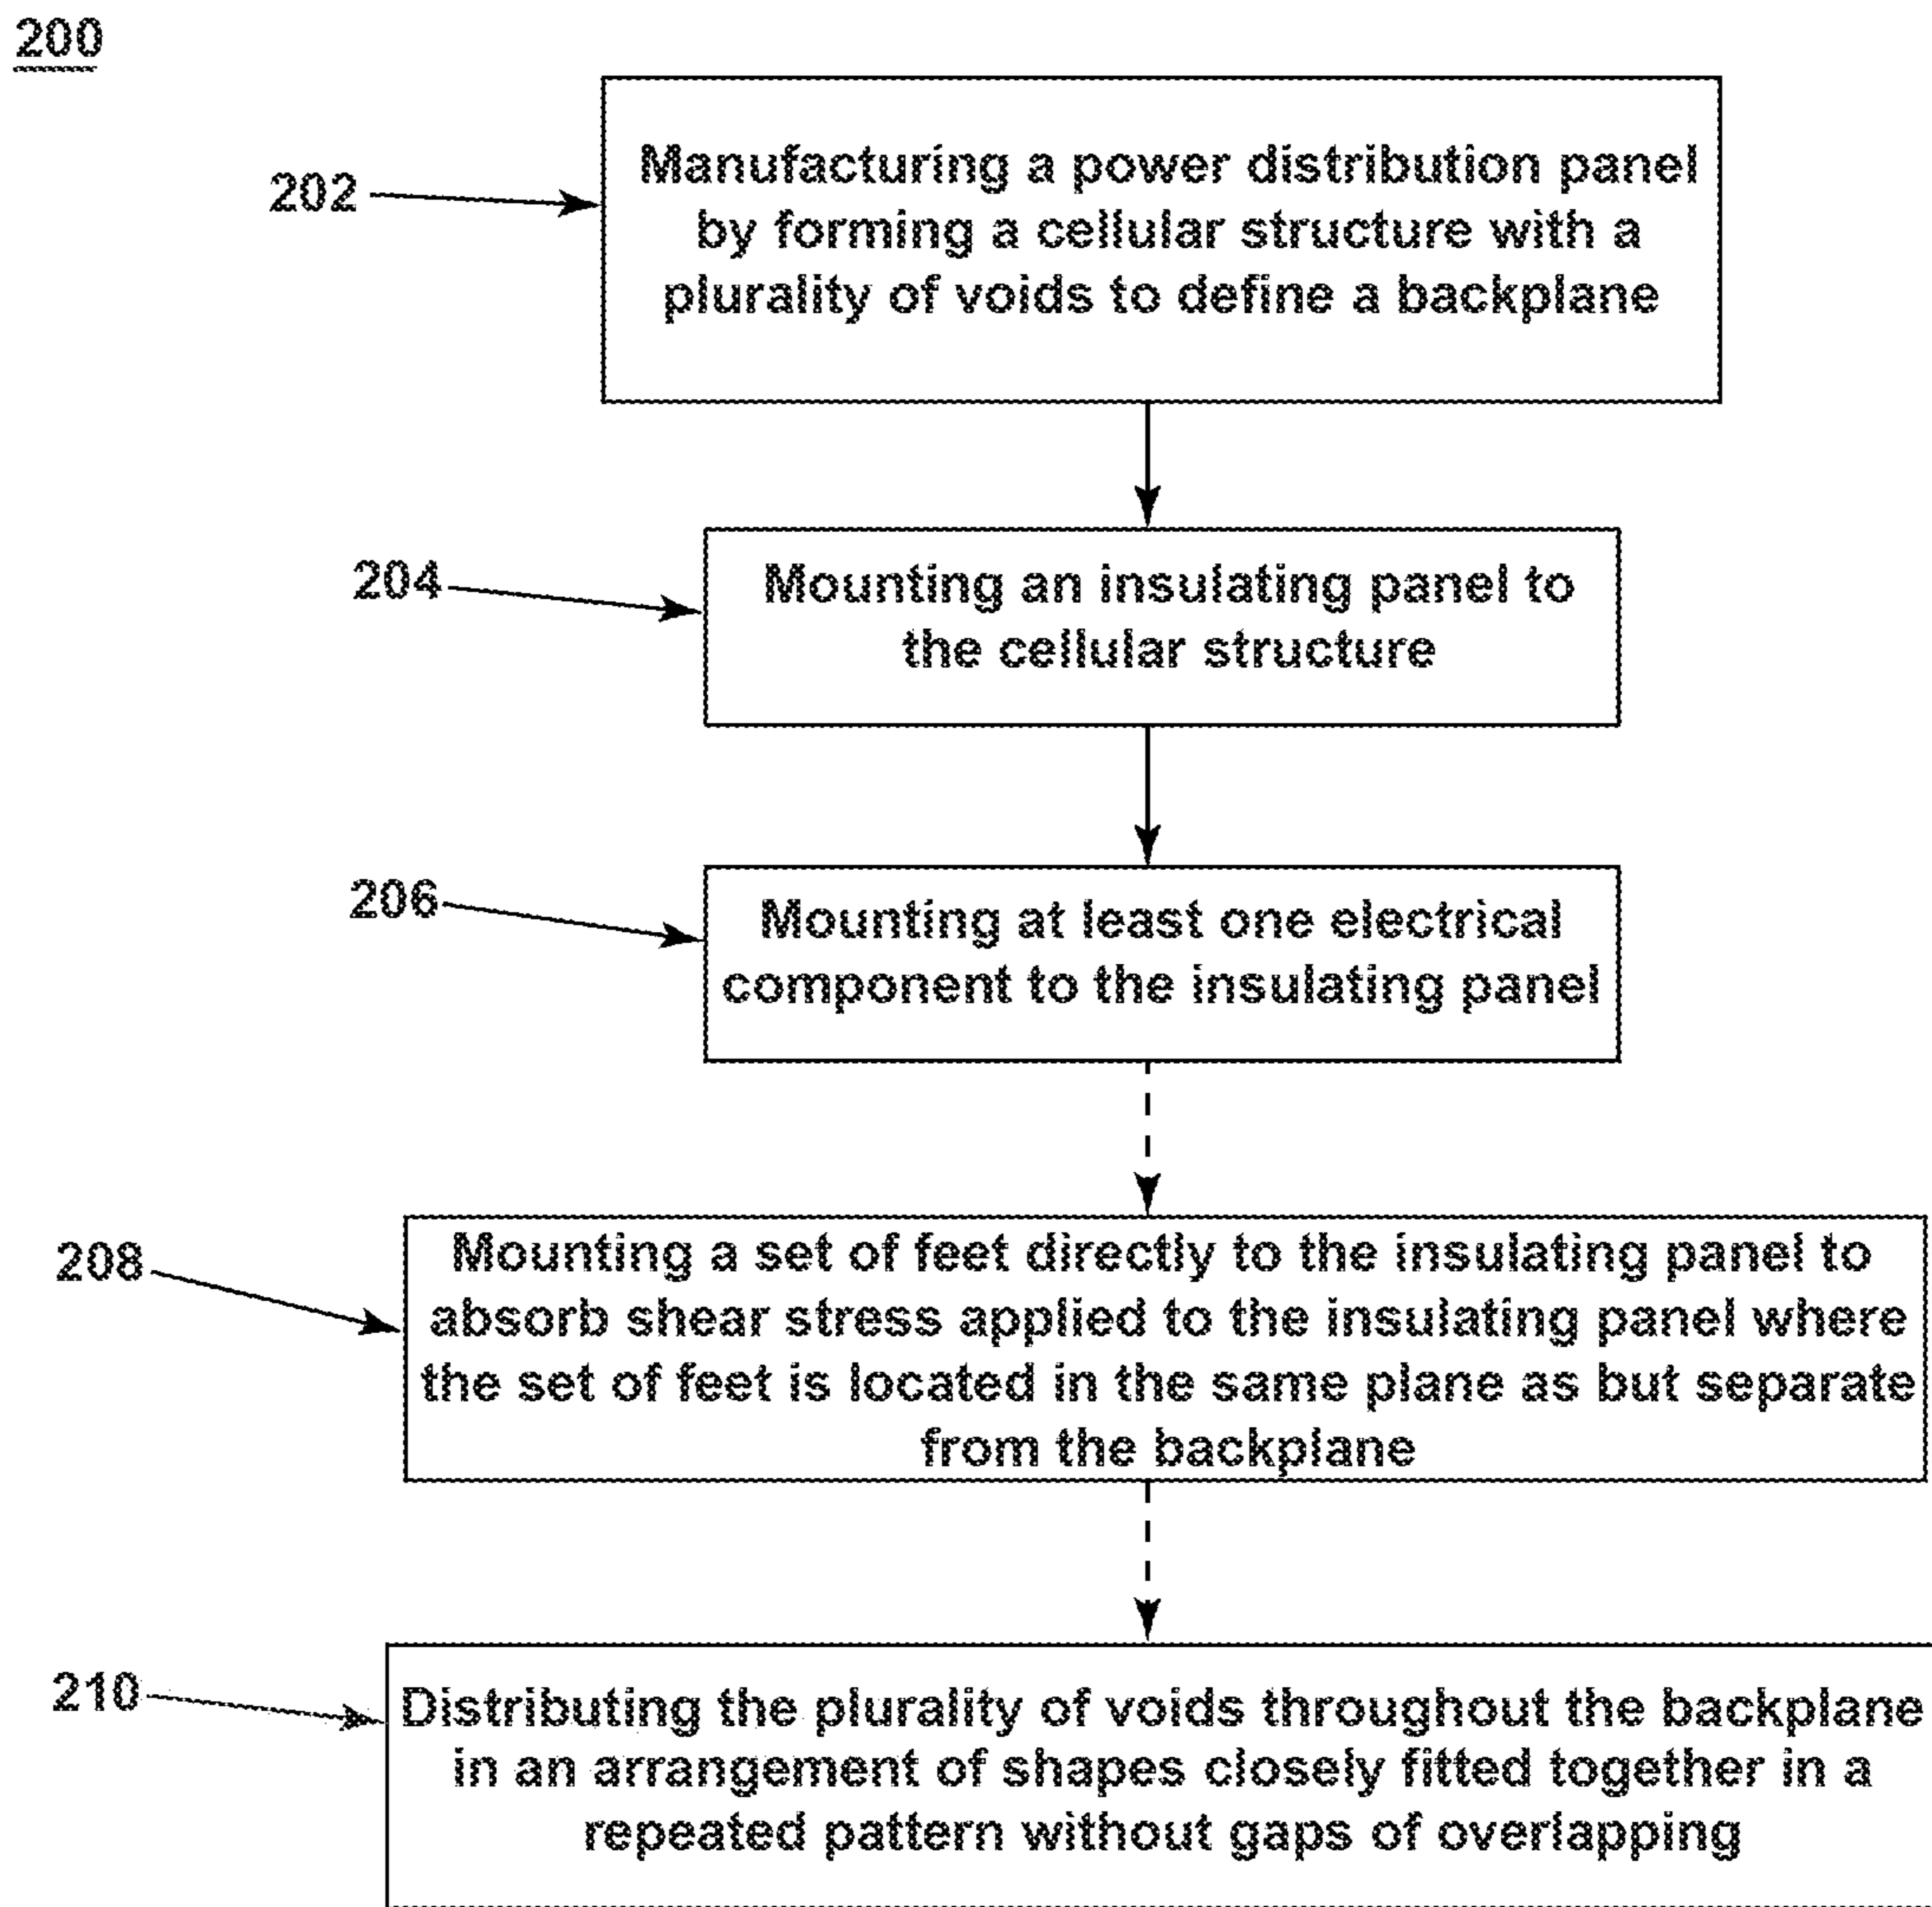 200
202
Manufacturing a power distribution panel
by forming a cellular structure with a
plurality of voids to define a backplane
204
Mounting an insulating panel to
the cellular structure
206
Mounting at least one electrical
component to the insulating panel
208
Mounting a set of feet directly to the insulating panel to
absorb shear stress applied to the insulating panel where
the set of feet is located in the same plane as but separate
from the backplane
210
Distributing the plurality of voids throughout the backplane
in an arrangement of shapes closely fitted together in a
repeated pattern without gaps of overlapping